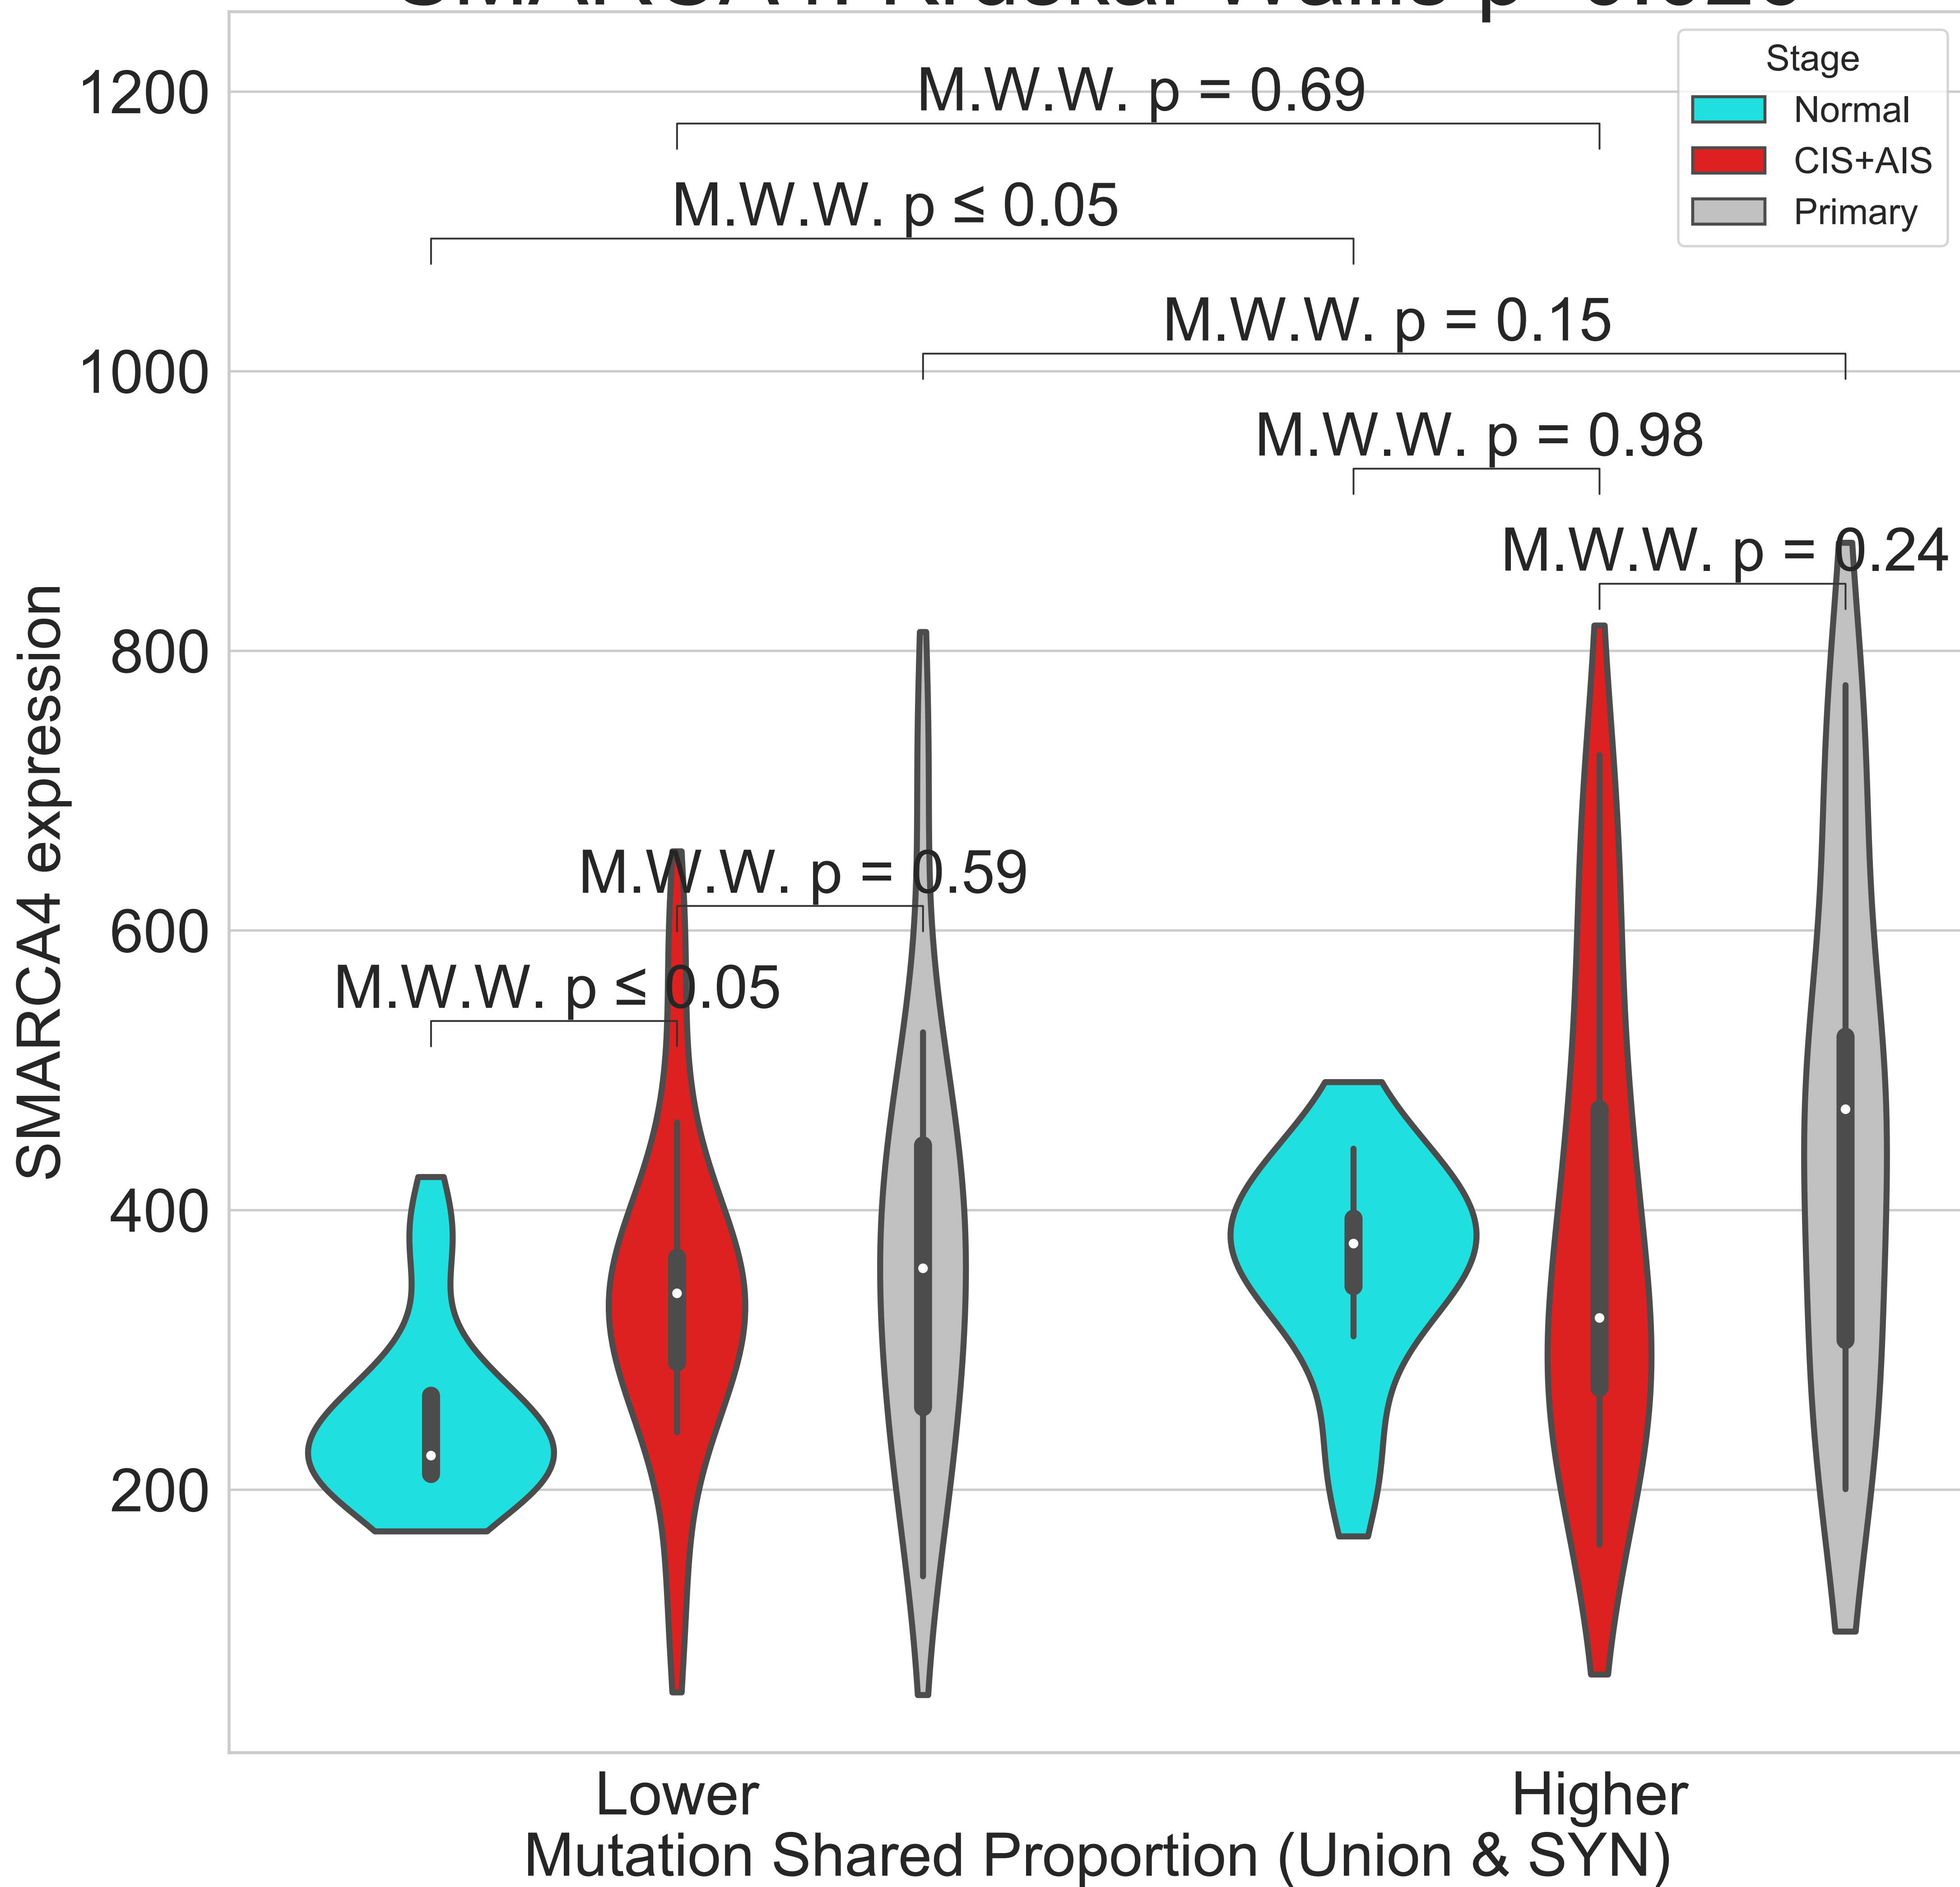 1200
1000
800
600
400
200
SMARCA4 expression
M.W.W. p = 0.69
M.W.W. p ≤ 0.05
M.W.W. p = 0.15
M.W.W. p = 0.98
M.W.W. p = 0.24
M.W.W. p = 0.59
M.W.W. p ≤ 0.05
Stage
Normal
CIS+AIS
Primary
Lower
Higher
Mutation Shared Proportion (Union & SYN)